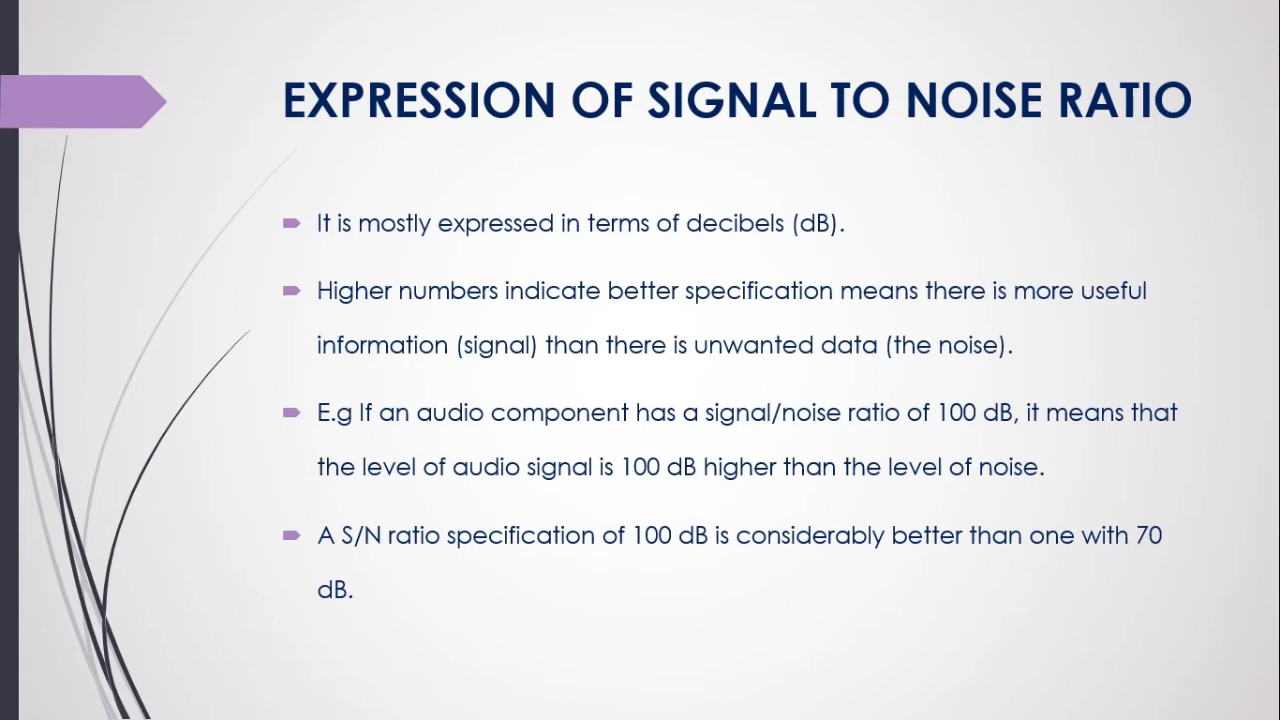 EXPRESSION OF SIGNAL TO NOISE RATIO
It is mostly expressed in terms of decibels (dB).
Higher numbers indicate better specification means there is more useful
information (signal) than there is unwanted data (the noise).
E.g If an audio component has a signal/noise ratio of 100 dB, it means that
the level of audio signal is 100 dB higher than the level of noise.
A S/N ratio specification of 100 dB is considerably better than one with 70
dB.